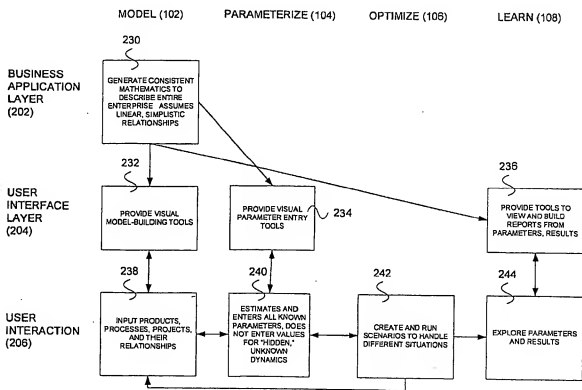 MODEL (102)
PARAMETERIZE (104)
OPTIMIZE (106)
LEARN (108)
BUSINESS
APPLICATION
LAYER
(202)
230
GENERATE CONSISTENT
MATHEMATICS TO
DESCRIBE ENTIRE
ENTERPRISE ASSUMES
LINEAR, SIMPLISTIC
RELATIONSHIPS
USER
INTERFACE
LAYER
(204)
232
PROVIDE VISUAL
MODEL-BUILDING TOOLS
PROVIDE VISUAL
PARAMETER ENTRY
TOOLS
234
236
PROVIDE TOOLS TO
VIEW AND BUILD
REPORTS FROM
PARAMETERS, RESULTS
USER
INTERACTION
(206)
238
INPUT PRODUCTS,
PROCESSES, PROJECTS,
AND THEIR
RELATIONSHIPS
240
ESTIMATES AND
ENTERS ALL KNOWN
PARAMETERS, DOES
NOT ENTER VALUES
FOR "HIDDEN,"
UNKNOWN
DYNAMICS
242
CREATE AND RUN
SCENARIOS TO HANDLE
DIFFERENT SITUATIONS
244
EXPLORE PARAMETERS
AND RESULTS